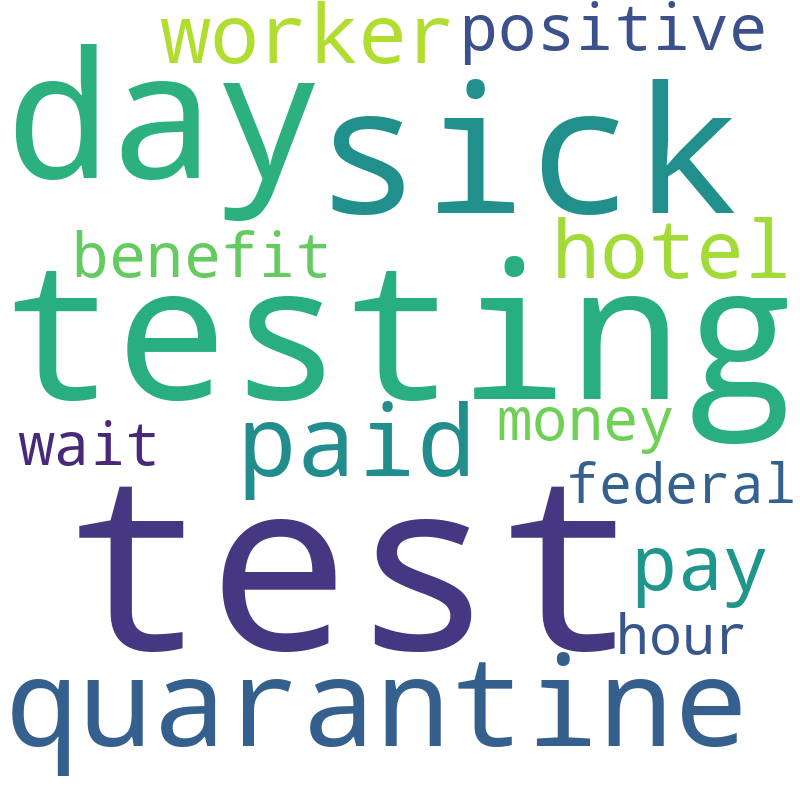 worker positive
day sick
benefit hotel
testing
wait paid money
federal
test
pay
hour
quarantine